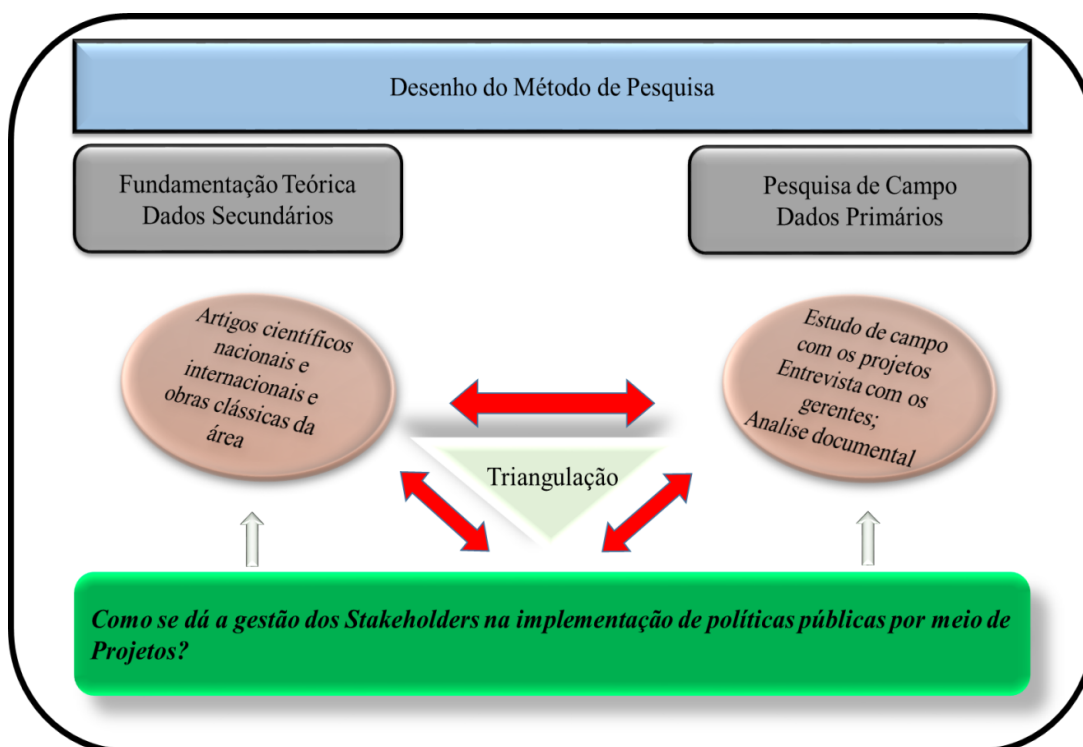 Desenho do Método de Pesquisa
Fundamentação Teórica
Dados Secundários
Pesquisa de Campo
Dados Primários
Artigos científicos
nacionais e
internacionais e
obras clássicas da
área
Estudo de campo
com os projetos
Entrevista com os
gerentes;
Analise documental
Triangulação
Como se dá a gestão dos Stakeholders na implementação de políticas públicas por meio de
Projetos?